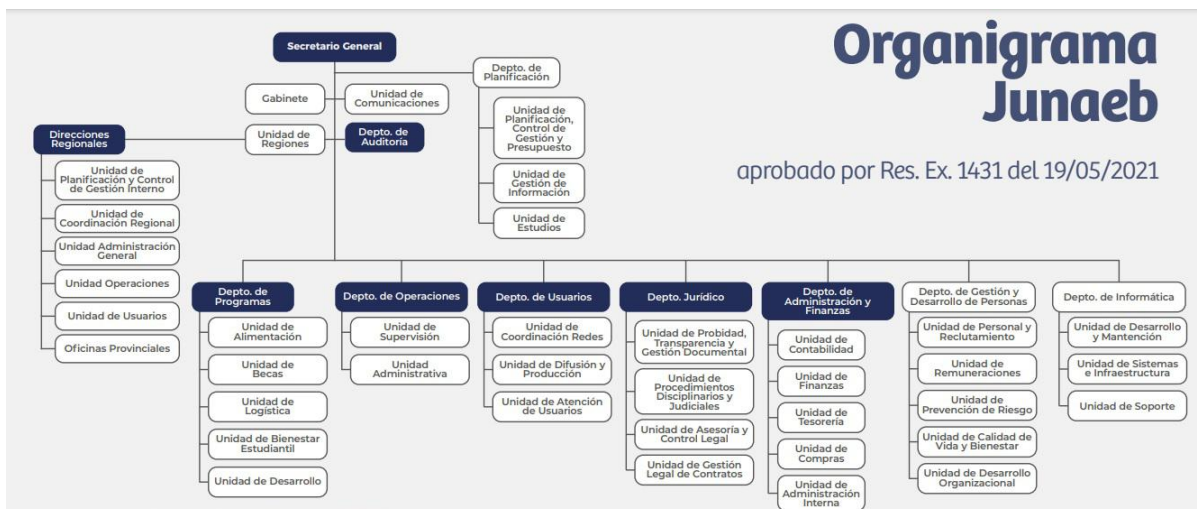 Organigrama
Junaeb
aprobado por Res. Ex. 1431 del 19/05/2021
Secretario General
Depto. de
Planificación
Gabinete
Unidad de
Comunicaciones
Unidad de
Planificación,
Control de
Gestión y
Presupuesto
Unidad de
Gestión de
Información
Unidad de
Estudios
Direcciones
Regionales
Unidad de
Regiones
Depto. de
Auditoría
Unidad de
Planificación y Control
de Gestión Interno
Unidad de
Coordinación Regional
Unidad Administración
General
Unidad Operaciones
Unidad de Usuarios
Oficinas Provinciales
Depto. de
Programas
Unidad de
Alimentación
Unidad de
Becas
Unidad de
Logística
Unidad de Bienestar
Estudiantil
Unidad de Desarrollo
Depto. de Operaciones
Unidad de
Supervisión
Unidad
Administrativa
Depto. de Usuarios
Unidad de
Coordinación Redes
Unidad de Difusión y
Producción
Unidad de Atención
de Usuarios
Depto. Jurídico
Unidad de Probidad,
Transparencia y
Gestión Documental
Unidad de
Procedimientos
Disciplinarios y
Judiciales
Unidad de Asesoría y
Control Legal
Unidad de Gestión
Legal de Contratos
Depto. de
Administración y
Finanzas
Unidad de
Contabilidad
Unidad de
Finanzas
Unidad de
Tesorería
Unidad de
Compras
Unidad de
Administración
Interna
Depto. de Gestión y
Desarrollo de Personas
Unidad de Personal y
Reclutamiento
Unidad de
Remuneraciones
Unidad de
Prevención de Riesgo
Unidad de Calidad de
Vida y Bienestar
Unidad de Desarrollo
Organizacional
Depto. de Informática
Unidad de Desarrollo
y Mantención
Unidad de Sistemas
e Infraestructura
Unidad de Soporte